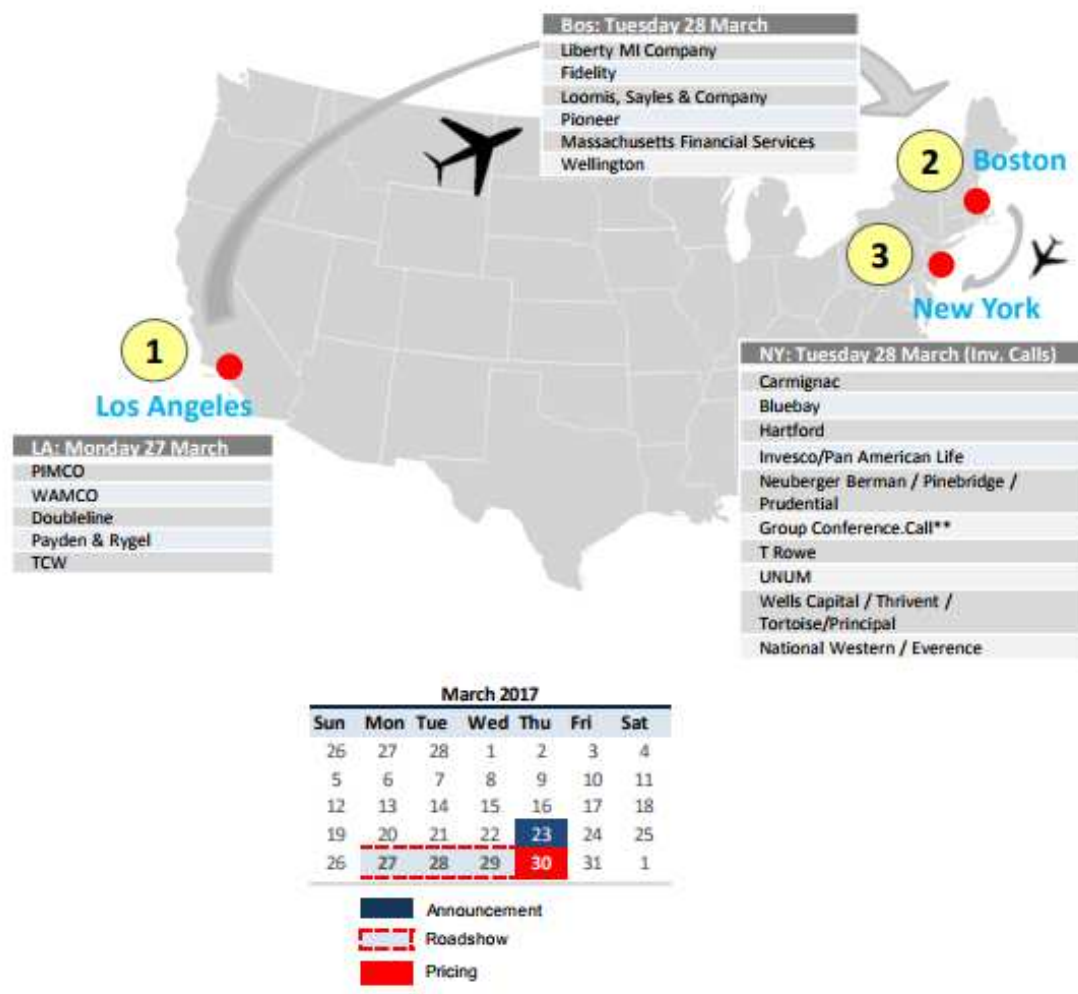 Bos: Tuesday 28 March
Liberty MI Company
Fidelity
Loomis, Sayles & Company
Pioneer
Massachusetts Financial Services
Wellington
2
Boston
3
New York
1
Los Angeles
LA: Monday 27 March
PIMCO
WAMCO
Doubleline
Payden & Rygel
TCW
NY: Tuesday 28 March (Inv. Calls)
Carmignac
Bluebay
Hartford
Invesco/Pan American Life
Neuberger Berman / Pinebridge /
Prudential
Group Conference.Call**
T Rowe
UNUM
Wells Capital / Thrivent /
Tortoise/Principal
National Western / Everence
March 2017
Sun Mon Tue Wed Thu Fri Sat
26 27 28 1 2 3 4
5 6 7 8 9 10 11
12 13 14 15 16 17 18
19 20 21 22 23 24 25
26 27 28 29 30 31 1
Announcement
Roadshow
Pricing